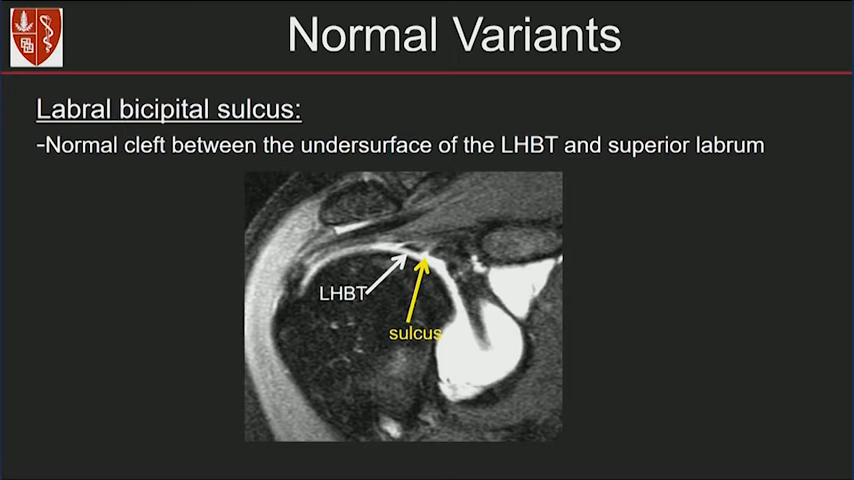 Normal Variants
Labral bicipital sulcus:
-Normal cleft between the undersurface of the LHBT and superior labrum
LHBT
sulcus